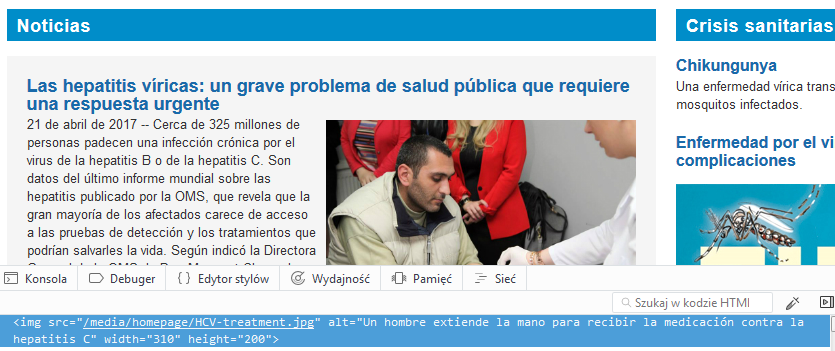 Noticias
Las hepatitis víricas: un grave problema de salud pública que requiere
una respuesta urgente
21 de abril de 2017 -- Cerca de 325 millones de
personas padecen una infección crónica por el
virus de la hepatitis B o de la hepatitis C. Son
datos del último informe mundial sobre las
hepatitis publicado por la OMS, que revela que la
gran mayoría de los afectados carece de acceso
a las pruebas de detección y los tratamientos que
podrían salvarles la vida. Según indicó la Directora
Crisis sanitarias
Chikungunya
Una enfermedad vírica trans
mosquitos infectados.
Enfermedad por el vi
complicaciones
Konsola
Debuger
Edytor stylów
Wydajność
Pamięć
Sieć
Szukaj w kodzie HTML
<img src="/media/homepage/HCV-treatment.jpg" alt="Un hombre extiende la mano para recibir la medicación contra la
hepatitis C" width="310" height="200">